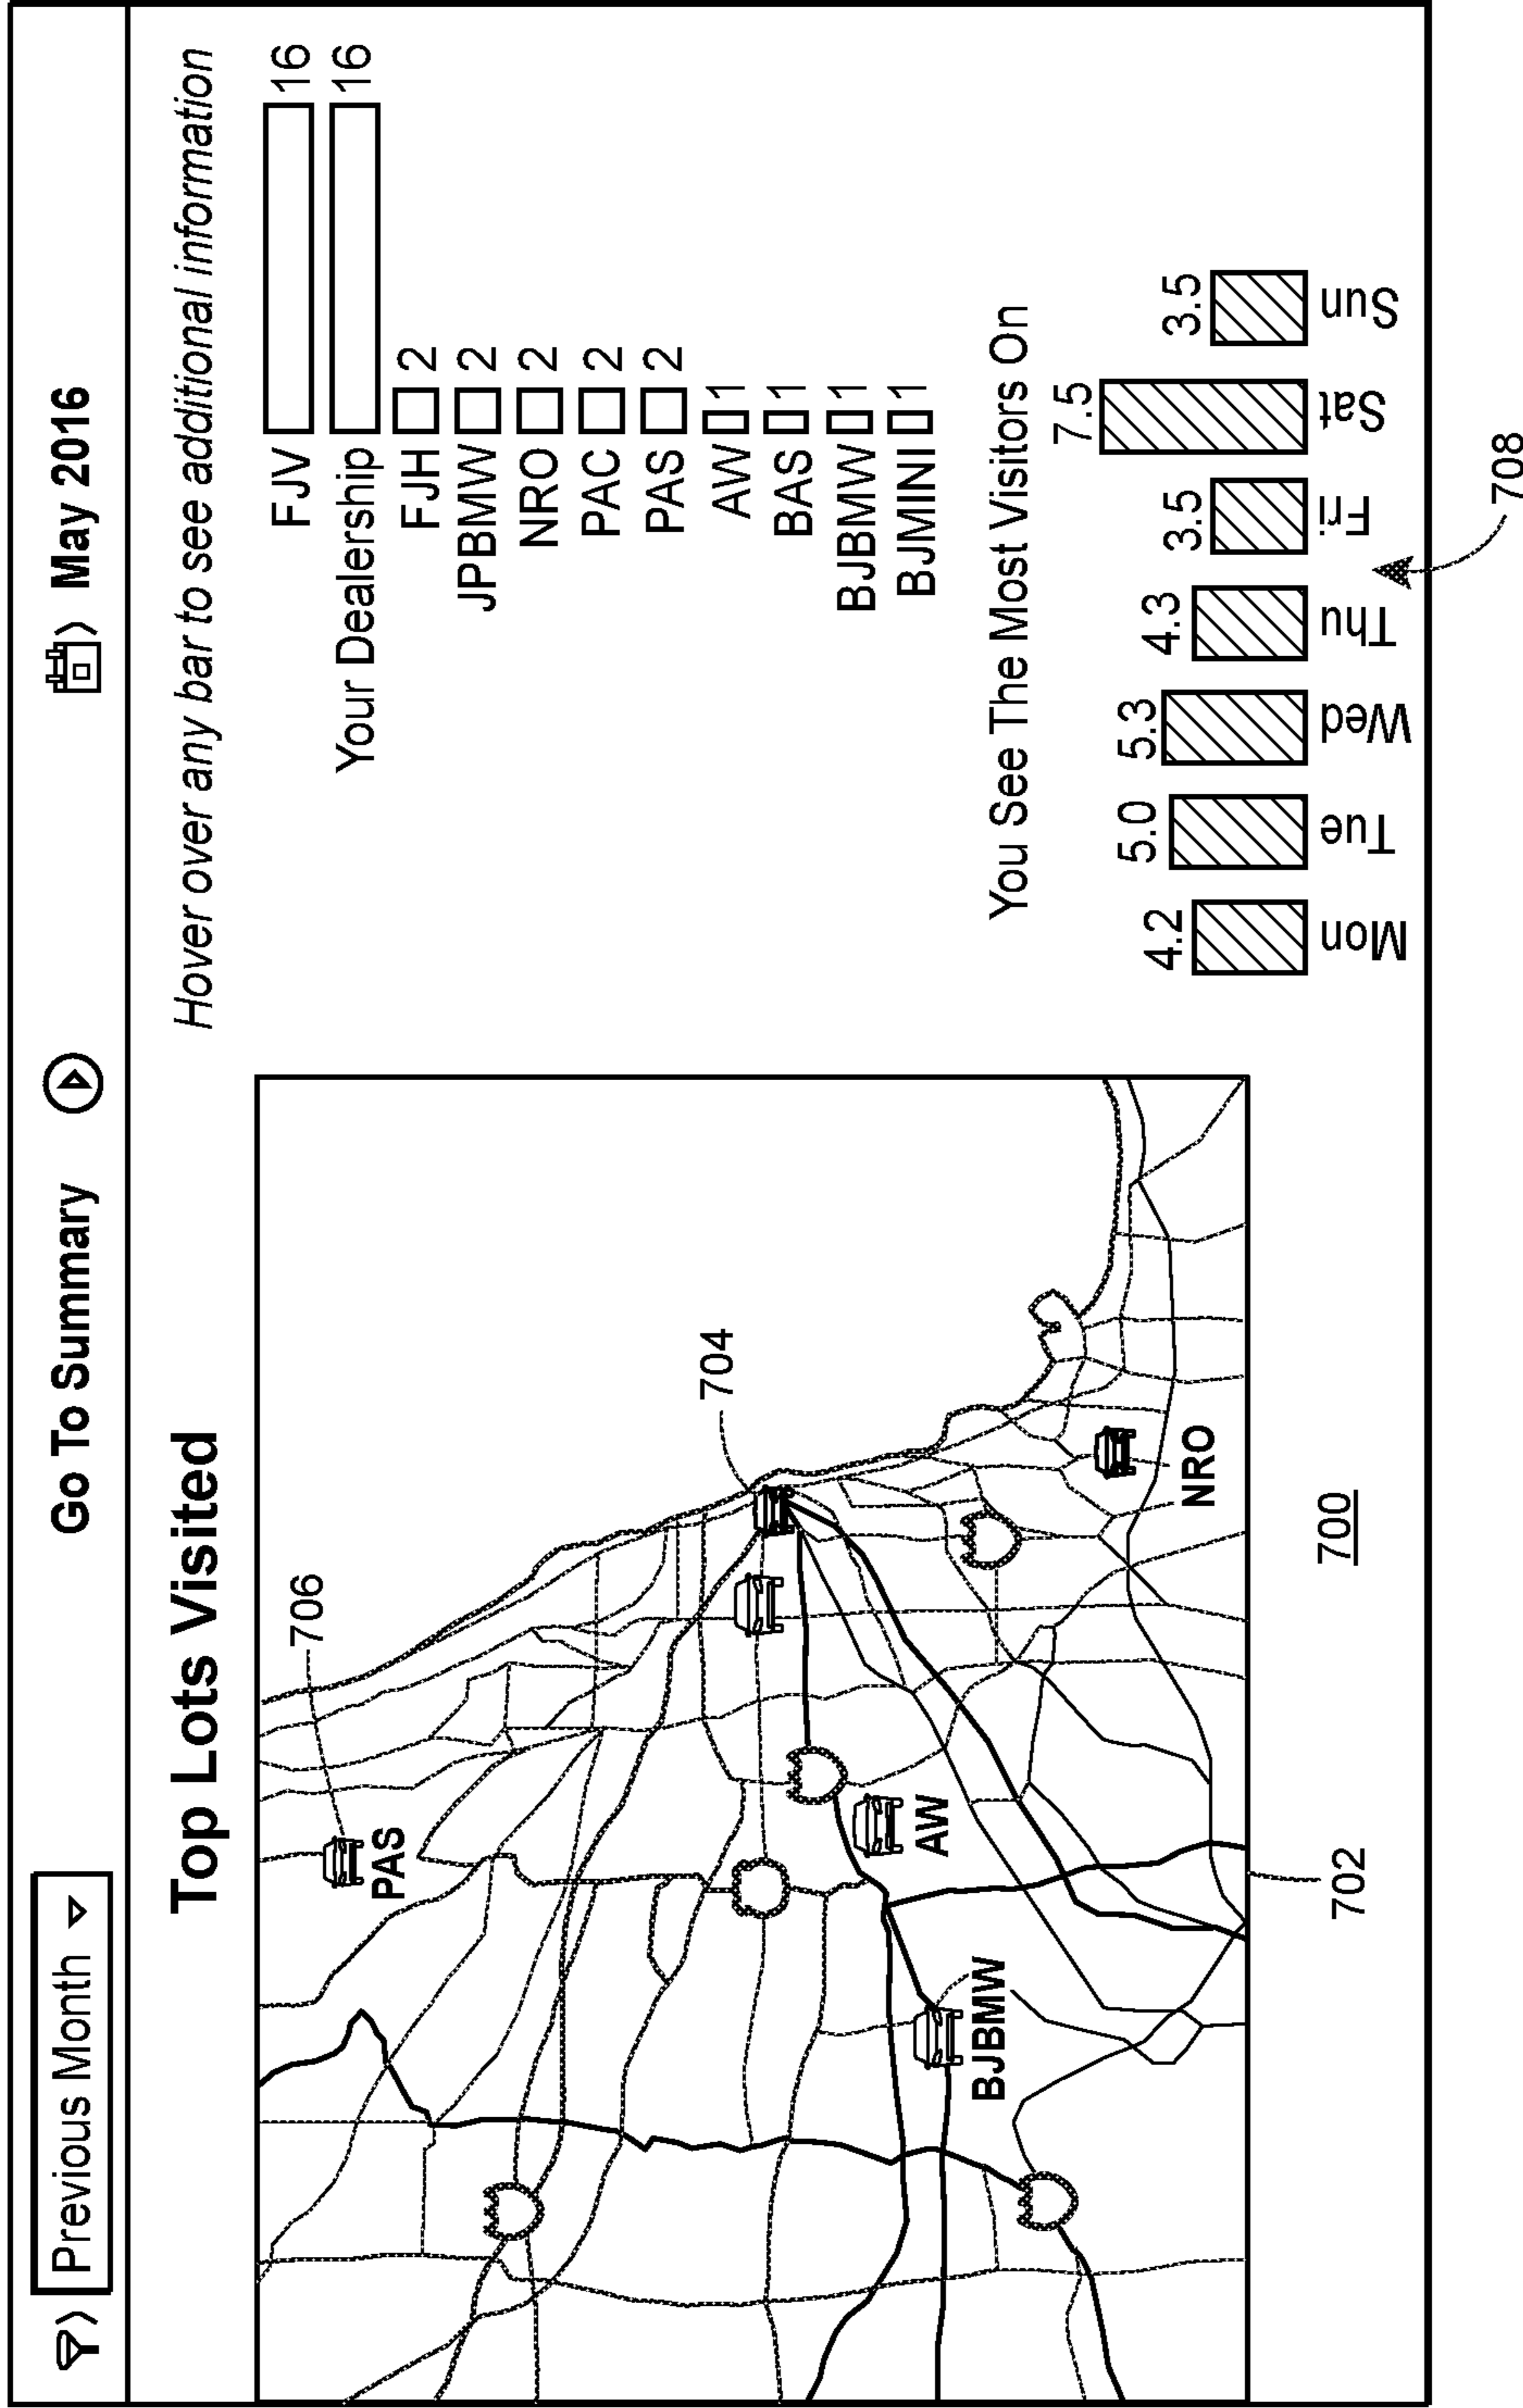 Previous Month
Go To Summary
May 2016
Top Lots Visited
Hover over any bar to see additional information
706
PAS
704
AW
BJBMW
NRO
702
700
FJV 16
Your Dealership 16
FJH 2
JPBMW 2
NRO 2
PAC 2
PAS 2
AW 1
BAS 1
BJBMW 1
BJMINI 1
You See The Most Visitors On
4.2 5.0 5.3 4.3 3.5 7.5 3.5
Mon Tue Wed Thu Fri Sat Sun
708